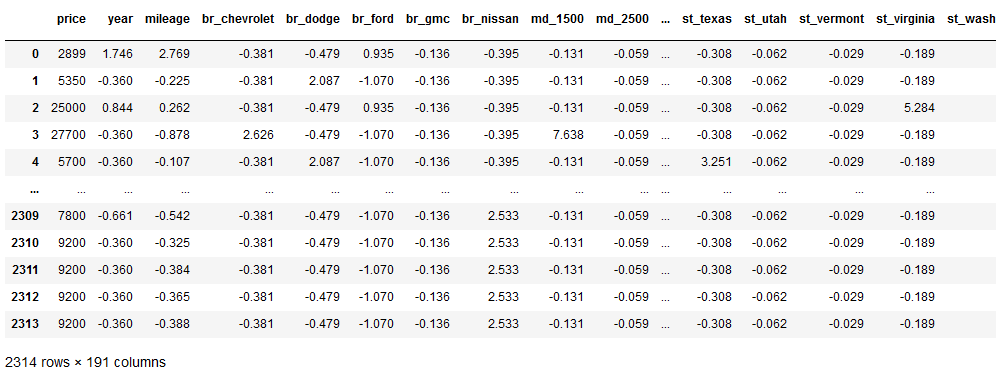 price year mileage br_chevrolet br_dodge br_ford br_gmc br_nissan md_1500 md_2500 ... st_texas st_utah st_vermont st_virginia st_wash
0 2899 1.746 2.769 -0.381 -0.479 0.935 -0.136 -0.395 -0.131 -0.059 ... -0.308 -0.062 -0.029 -0.189
1 5350 -0.360 -0.225 -0.381 2.087 -1.070 -0.136 -0.395 -0.131 -0.059 ... -0.308 -0.062 -0.029 -0.189
2 25000 0.844 0.262 -0.381 -0.479 0.935 -0.136 -0.395 -0.131 -0.059 ... -0.308 -0.062 -0.029 5.284
3 27700 -0.360 -0.878 2.626 -0.479 -1.070 -0.136 -0.395 7.638 -0.059 ... -0.308 -0.062 -0.029 -0.189
4 5700 -0.360 -0.107 -0.381 2.087 -1.070 -0.136 -0.395 -0.131 -0.059 ... 3.251 -0.062 -0.029 -0.189
... ... ... ... ... ... ... ... ... ... ... ... ... ... ... ...
2309 7800 -0.661 -0.542 -0.381 -0.479 -1.070 -0.136 2.533 -0.131 -0.059 ... -0.308 -0.062 -0.029 -0.189
2310 9200 -0.360 -0.325 -0.381 -0.479 -1.070 -0.136 2.533 -0.131 -0.059 ... -0.308 -0.062 -0.029 -0.189
2311 9200 -0.360 -0.384 -0.381 -0.479 -1.070 -0.136 2.533 -0.131 -0.059 ... -0.308 -0.062 -0.029 -0.189
2312 9200 -0.360 -0.365 -0.381 -0.479 -1.070 -0.136 2.533 -0.131 -0.059 ... -0.308 -0.062 -0.029 -0.189
2313 9200 -0.360 -0.388 -0.381 -0.479 -1.070 -0.136 2.533 -0.131 -0.059 ... -0.308 -0.062 -0.029 -0.189
2314 rows × 191 columns